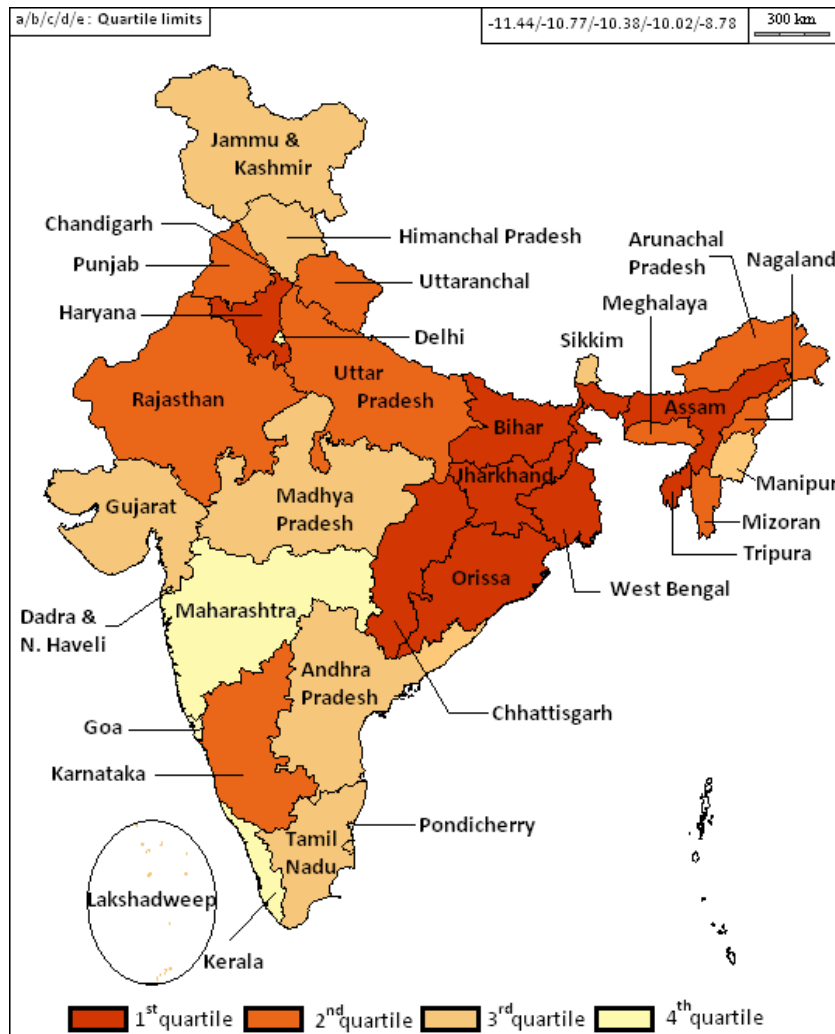 a/b/c/d/e : Quartile limits
-11.44/-10.77/-10.38/-10.02/-8.78
300 km
Jammu &
Kashmir
Chandigarh
Himanchal Pradesh
Arunachal
Pradesh
Nagaland
Punjab
Uttaranchal
Meghalaya
Haryana
Delhi
Sikkim
Rajasthan
Uttar
Pradesh
Bihar
Assam
Jharkhand
Gujarat
Madhya
Pradesh
Manipur
Mizoran
Tripura
Orissa
West Bengal
Dadra &
N. Haveli
Maharashtra
Andhra
Pradesh
Chhattisgarh
Goa
Karnataka
Pondicherry
Tamil
Nadu
Lakshadweep
Kerala
1st quartile
2nd quartile
3rd quartile
4th quartile